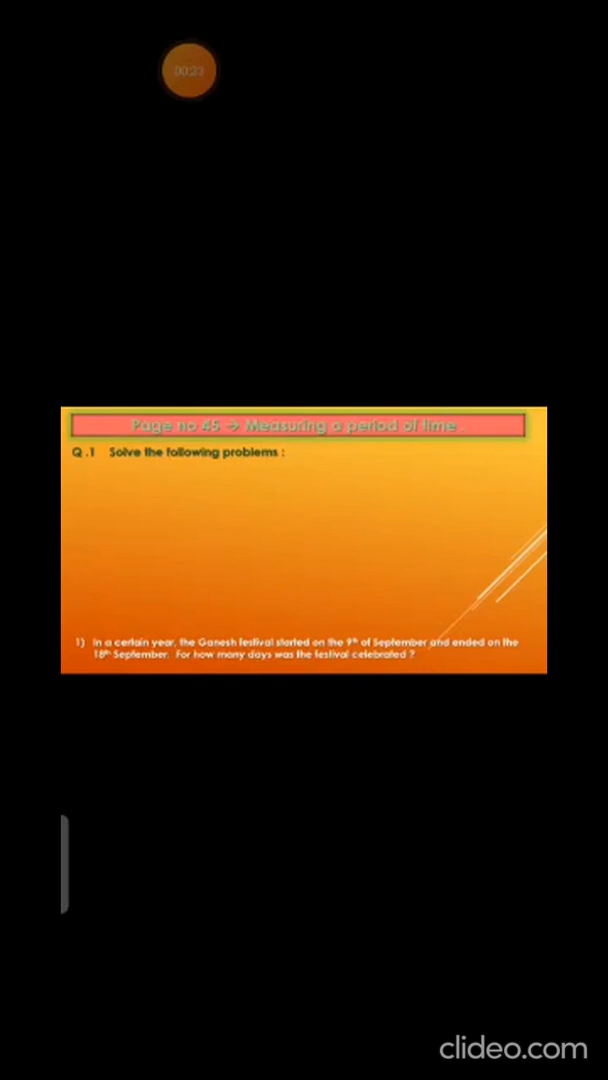 00:23
Page no 45 → Measuring a period of time .
Q .1 Solve the following problems :
1) In a certain year, the Ganesh festival started on the 9th of September and ended on the
18th September. For how many days was the festival celebrated ?
clideo.com